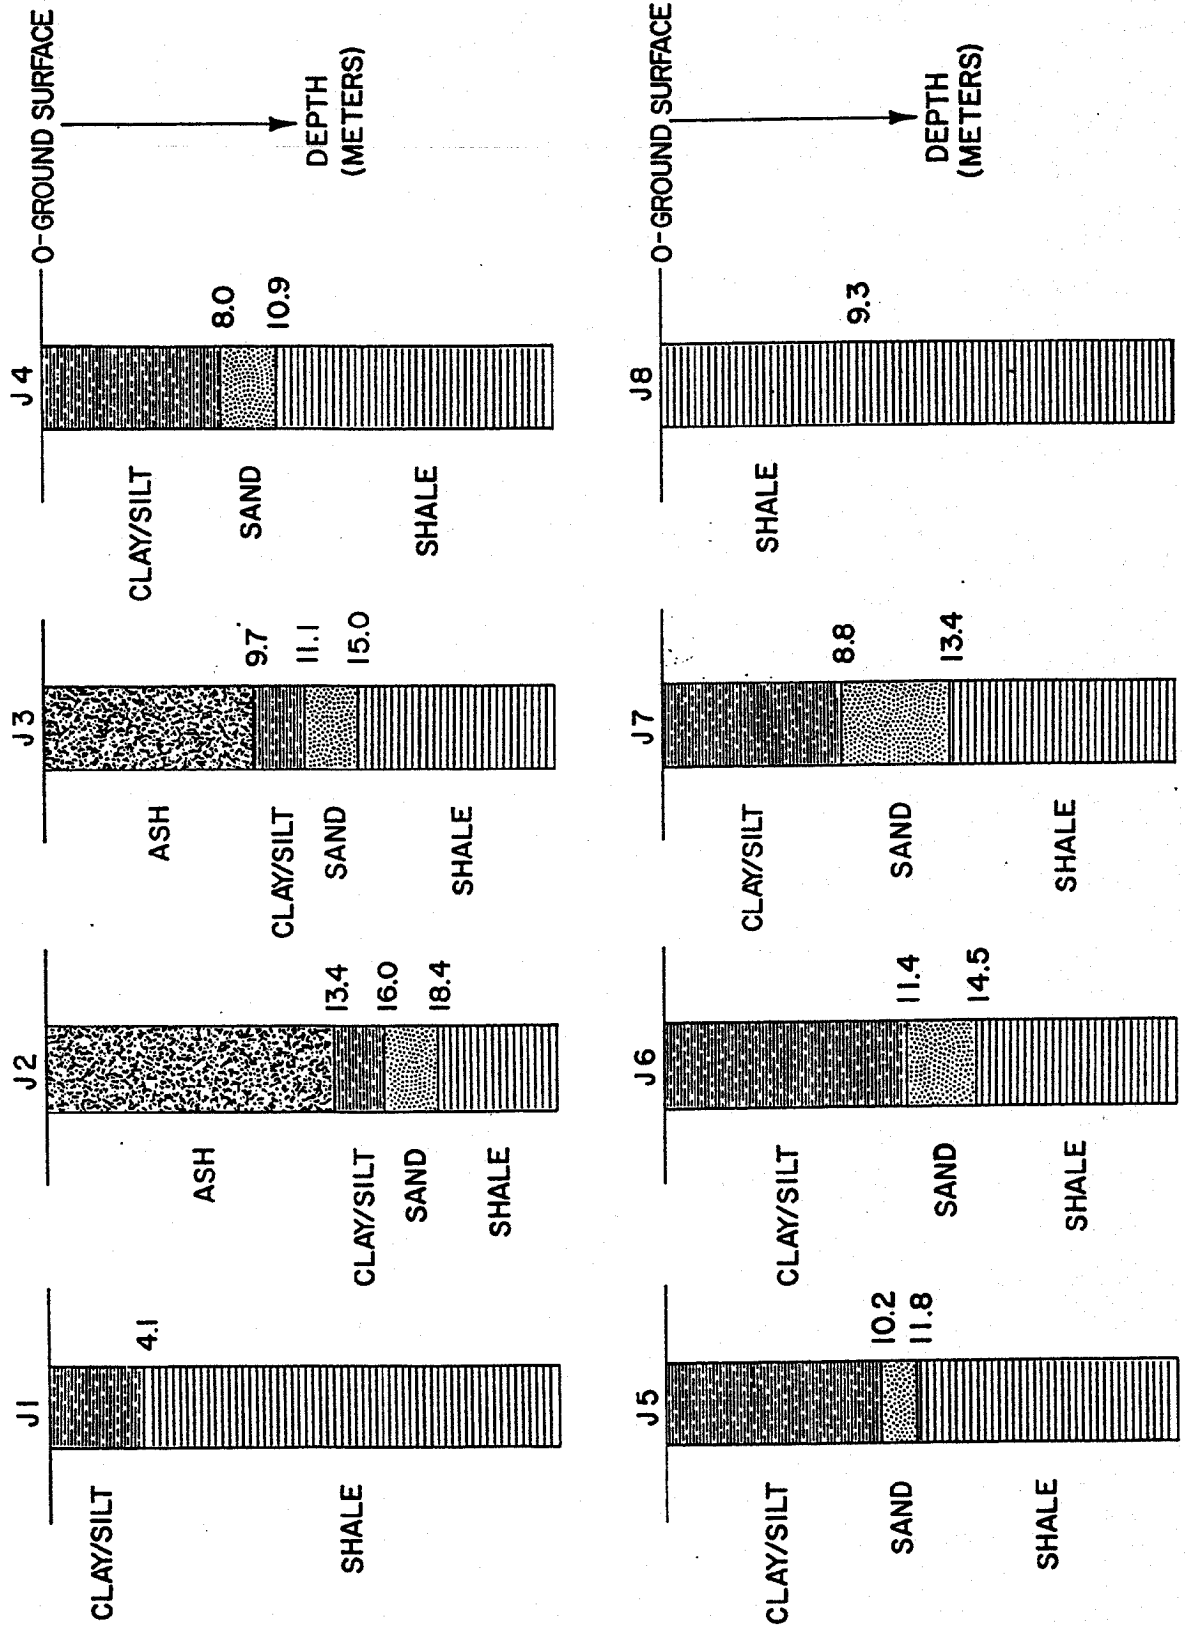 J1
CLAY/SILT
4.1
SHALE
J2
ASH
13.4
CLAY/SILT
16.0
SAND
18.4
SHALE
J3
ASH
9.7
CLAY/SILT
11.1
SAND
15.0
SHALE
J4
CLAY/SILT
8.0
SAND
10.9
SHALE
O-GROUND SURFACE
DEPTH
(METERS)
J5
CLAY/SILT
10.2
SAND
11.8
SHALE
J6
CLAY/SILT
11.4
SAND
14.5
SHALE
J7
CLAY/SILT
8.8
SAND
13.4
SHALE
J8
SHALE
9.3
O-GROUND SURFACE
DEPTH
(METERS)